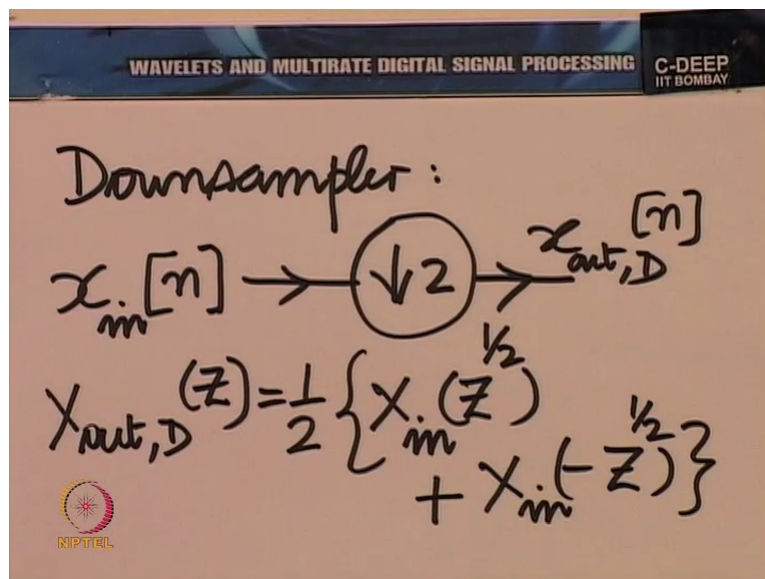 WAVELETS AND MULTIRATE DIGITAL SIGNAL PROCESSING
C-DEEP
IIT BOMBAY
Downsampler:
x_in[n] → ↓2 → x_out,D[n]
X_out,D(Z) = 1/2 { X_in(Z^1/2)
+ X_in(-Z^1/2) }
NPTEL